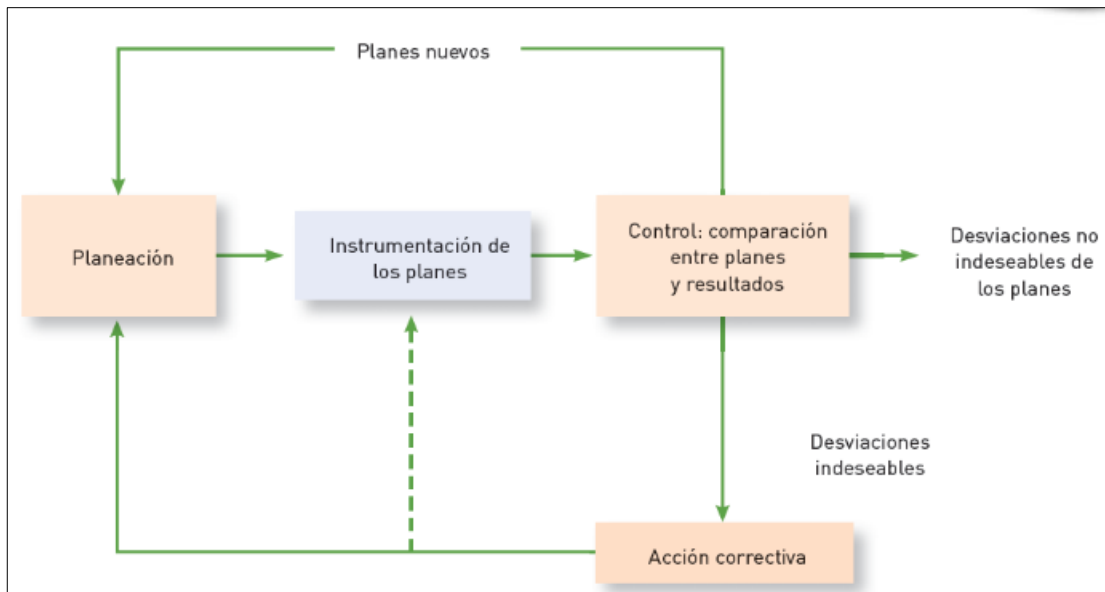 Planes nuevos
Planeación
Instrumentación de
los planes
Control: comparación
entre planes
y resultados
Desviaciones no
indeseables de
los planes
Desviaciones
indeseables
Acción correctiva